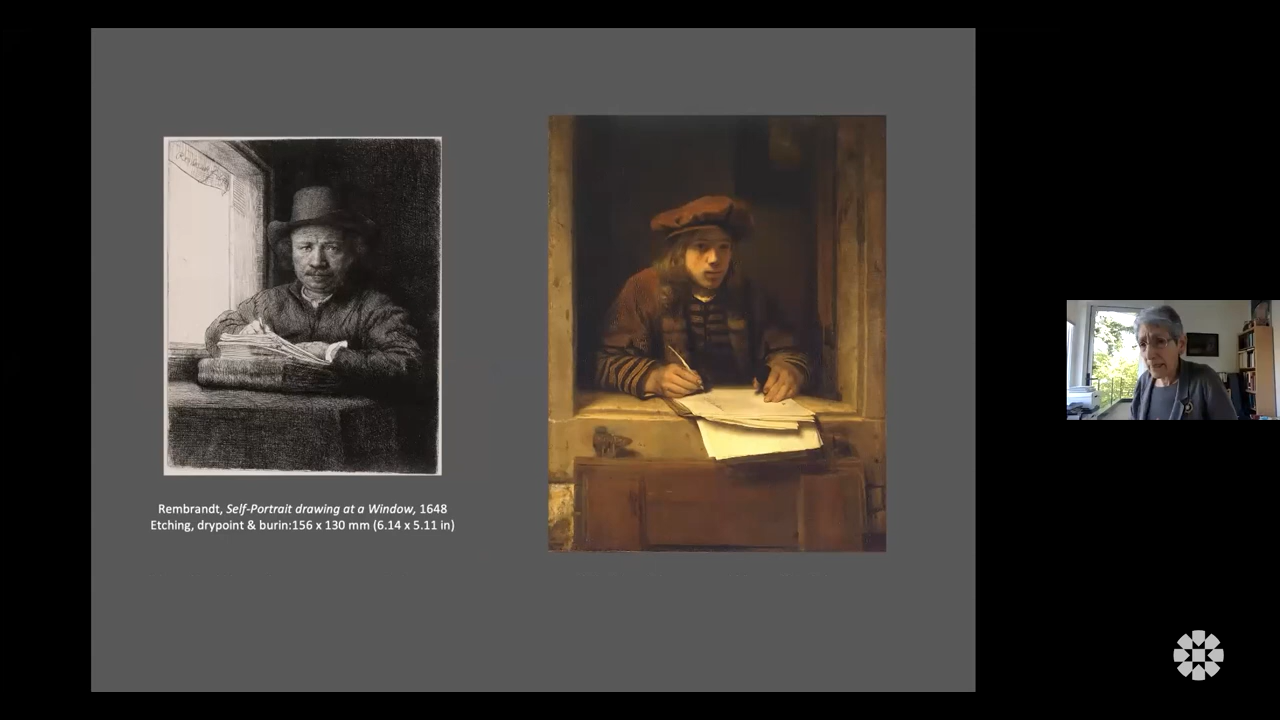 Rembrandt, Self-Portrait drawing at a Window, 1648
Etching, drypoint & burin:156 x 130 mm (6.14 x 5.11 in)